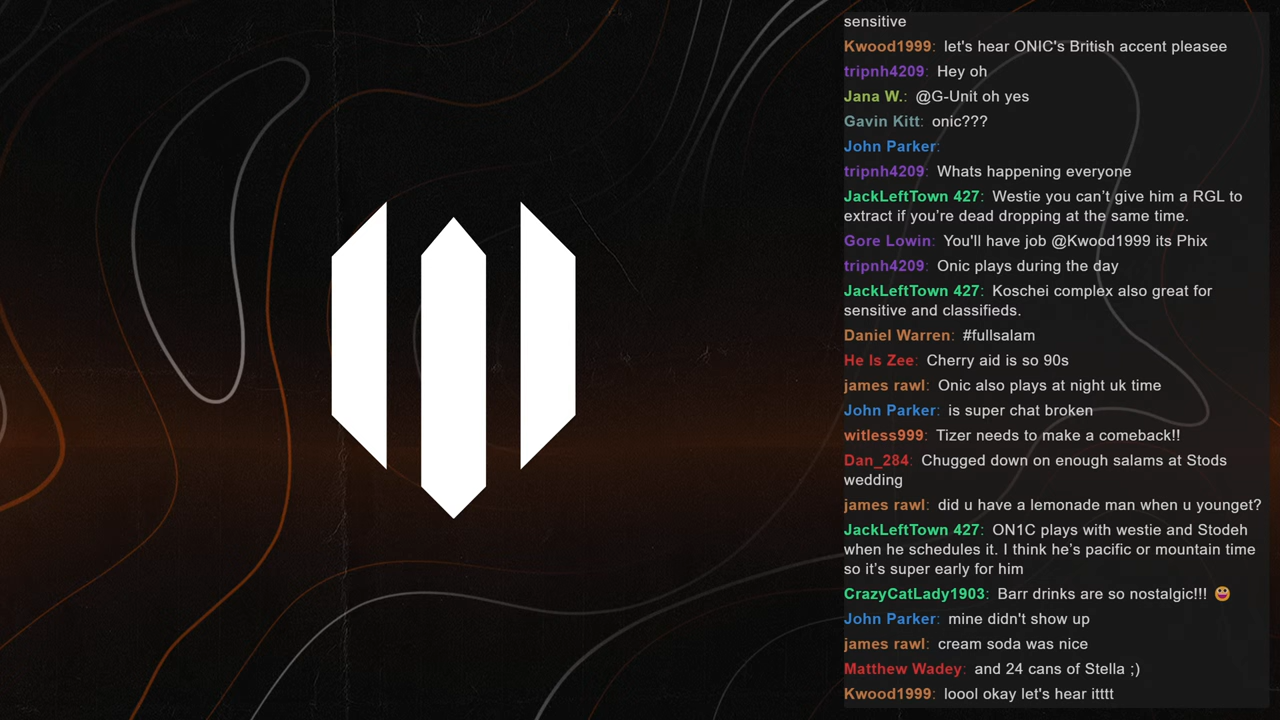 sensitive
Kwood1999: let's hear ONIC's British accent pleasee
tripnh4209: Hey oh
Jana W.: @G-Unit oh yes
Gavin Kitt: onic???
John Parker:
tripnh4209: Whats happening everyone
JackLeftTown 427: Westie you can’t give him a RGL to
extract if you’re dead dropping at the same time.
Gore Lowin: You'll have job @Kwood1999 its Phix
tripnh4209: Onic plays during the day
JackLeftTown 427: Koschei complex also great for
sensitive and classifieds.
Daniel Warren: #fullsalam
He Is Zee: Cherry aid is so 90s
james rawl: Onic also plays at night uk time
John Parker: is super chat broken
witless999: Tizer needs to make a comeback!!
Dan_284: Chugged down on enough salams at Stods
wedding
james rawl: did u have a lemonade man when u younget?
JackLeftTown 427: ON1C plays with westie and Stodeh
when he schedules it. I think he’s pacific or mountain time
so it’s super early for him
CrazyCatLady1903: Barr drinks are so nostalgic!!! 😀
John Parker: mine didn't show up
james rawl: cream soda was nice
Matthew Wadey: and 24 cans of Stella ;)
Kwood1999: loool okay let's hear itttt